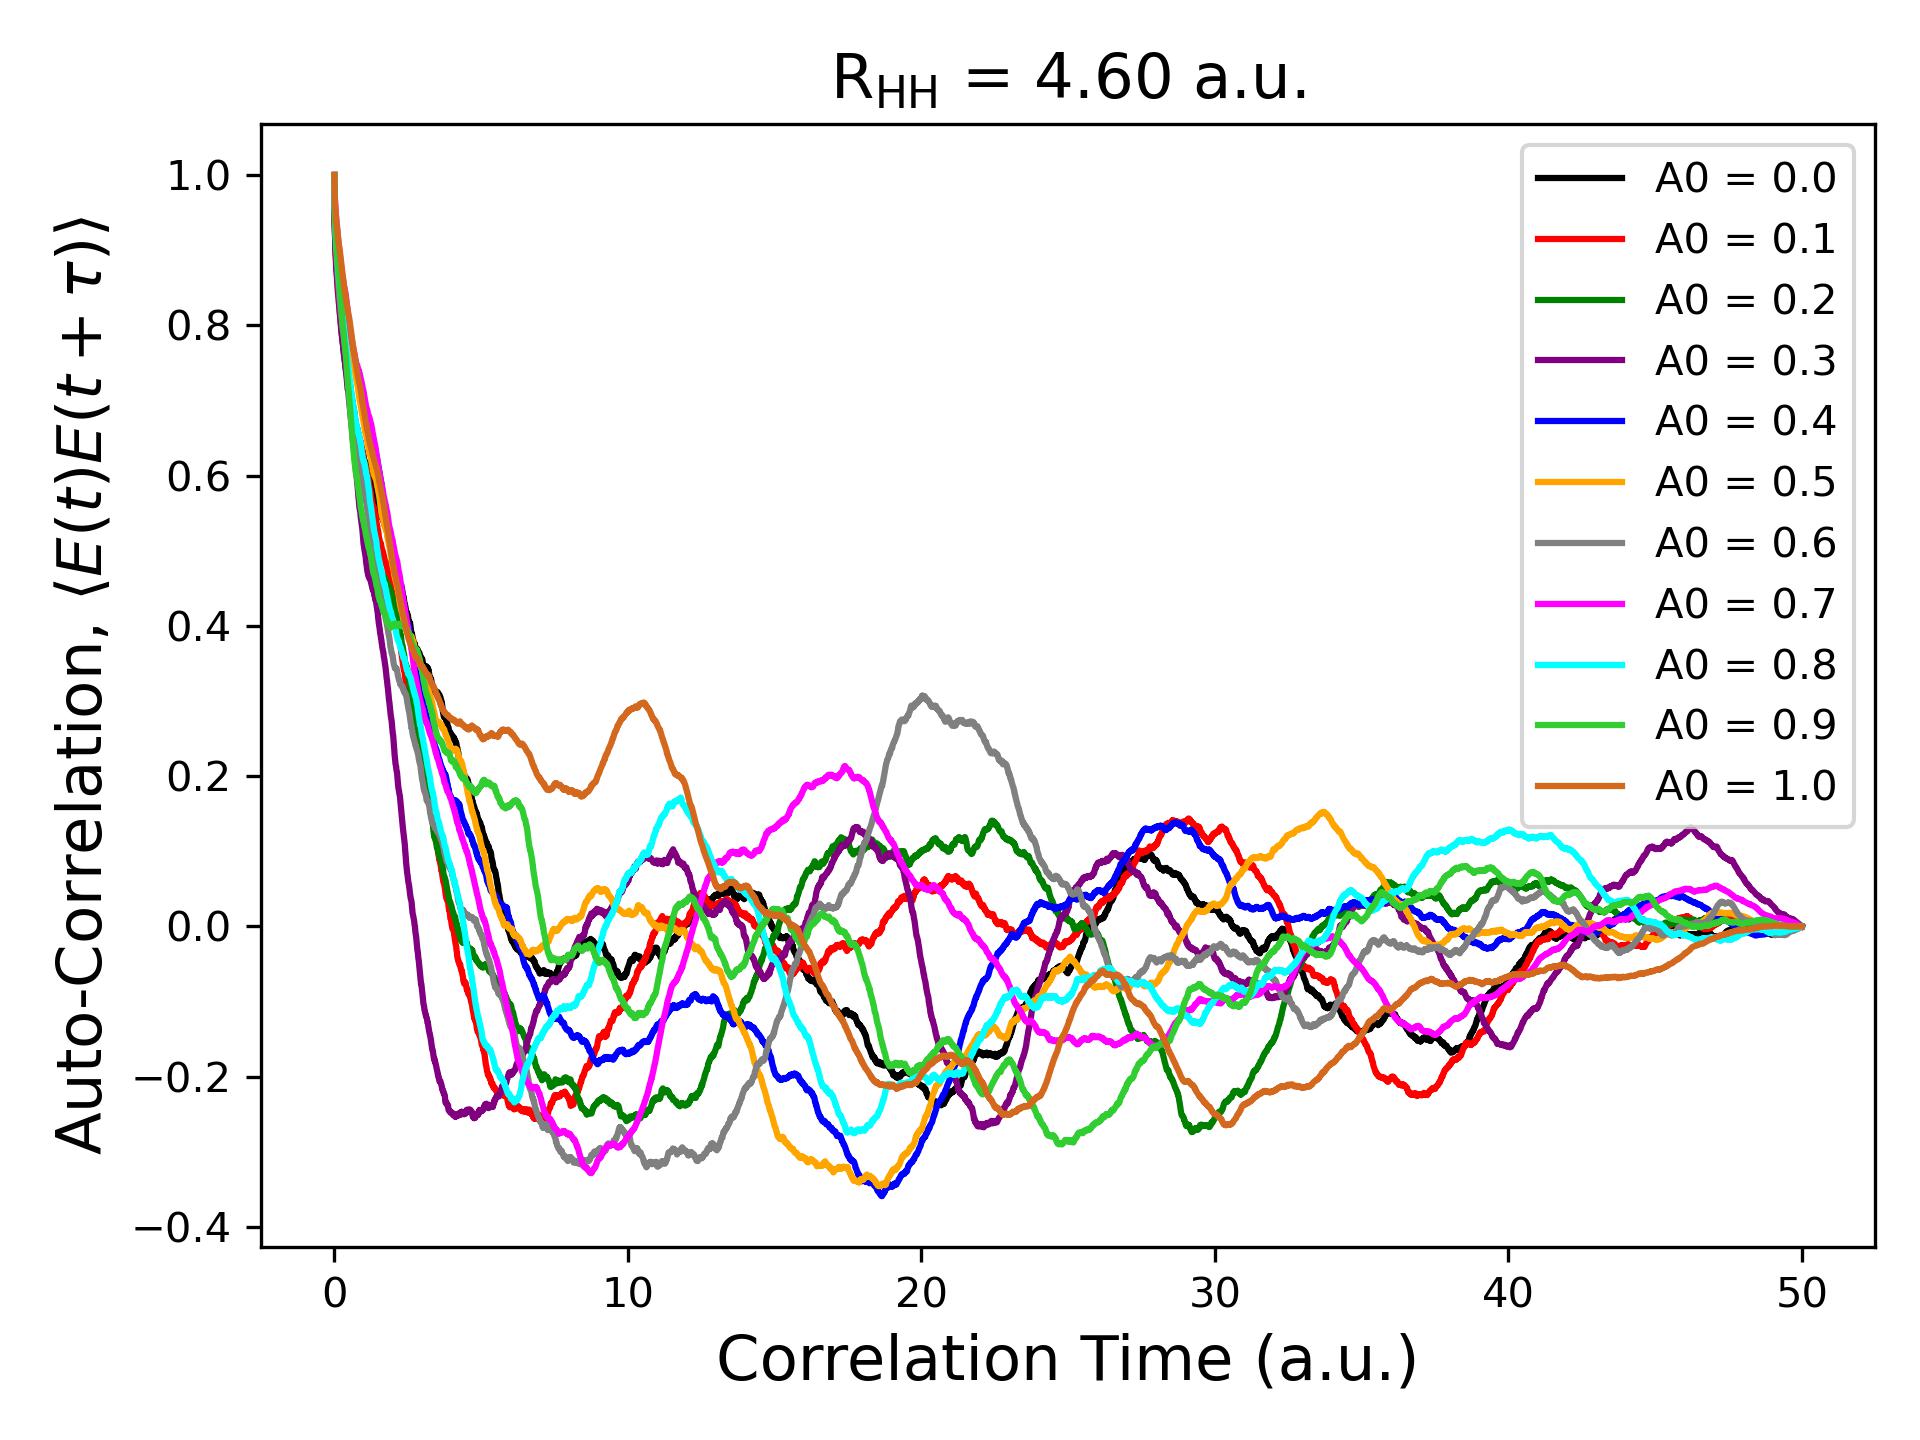 R_HH = 4.60 a.u.
Auto-Correlation, ⟨E(t)E(t + τ)⟩
1.0
0.8
0.6
0.4
0.2
0.0
−0.2
−0.4
A0 = 0.0
A0 = 0.1
A0 = 0.2
A0 = 0.3
A0 = 0.4
A0 = 0.5
A0 = 0.6
A0 = 0.7
A0 = 0.8
A0 = 0.9
A0 = 1.0
0 10 20 30 40 50
Correlation Time (a.u.)